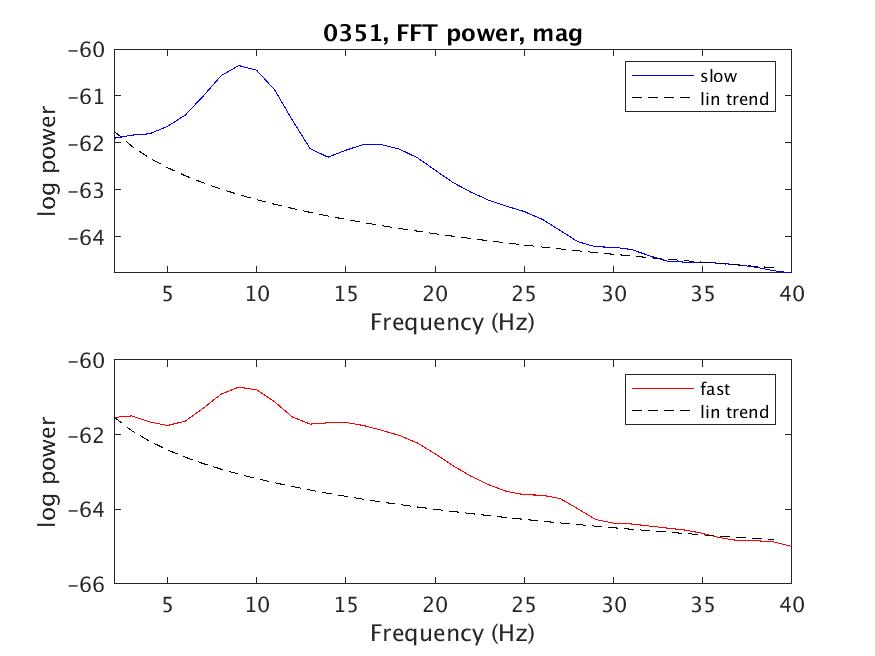 0351, FFT power, mag
−60
−61
−62
−63
−64
log power
slow
lin trend
5 10 15 20 25 30 35 40
Frequency (Hz)
−60
−62
−64
−66
log power
fast
lin trend
5 10 15 20 25 30 35 40
Frequency (Hz)